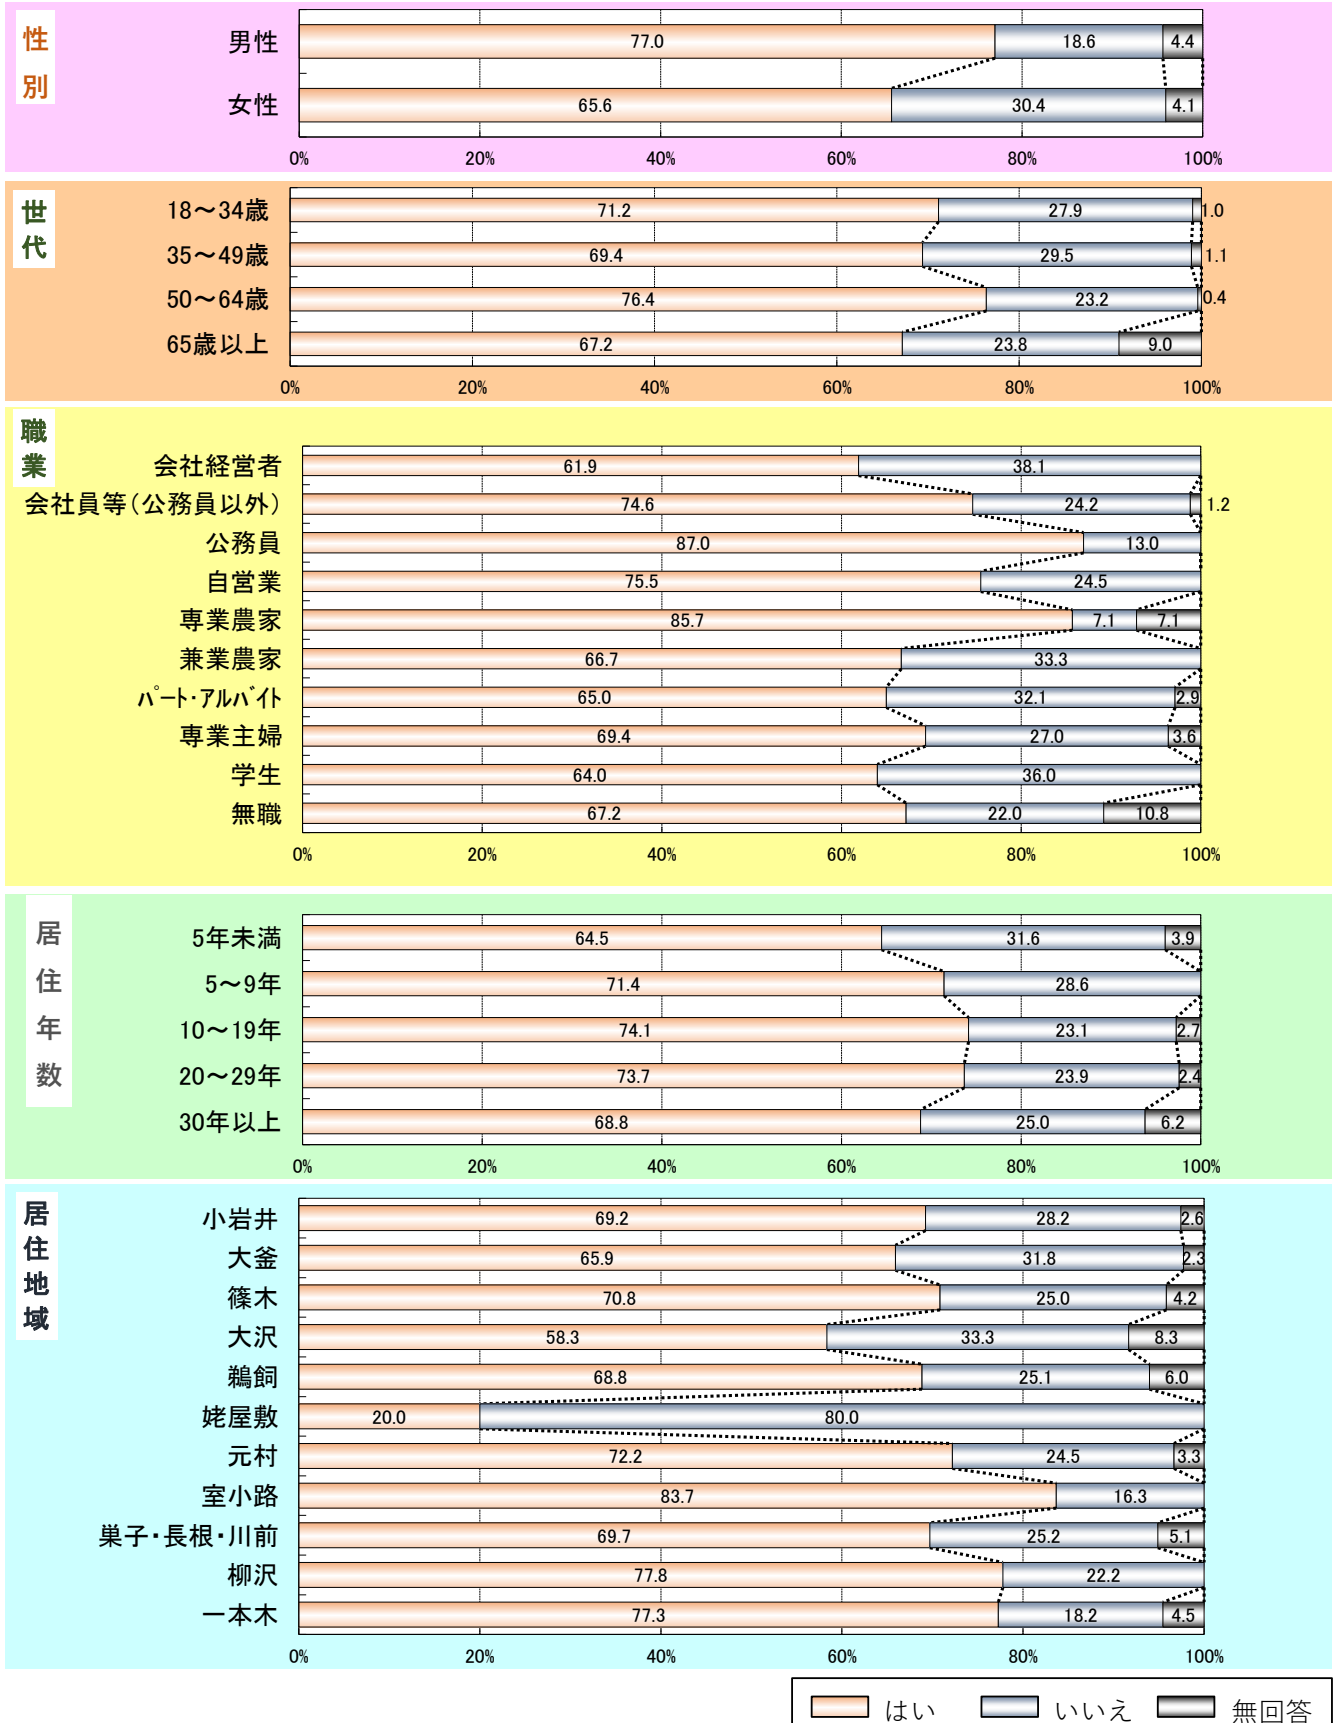 性別
男性 77.0 18.6 4.4
女性 65.6 30.4 4.1
0% 20% 40% 60% 80% 100%
世代
18～34歳 71.2 27.9 1.0
35～49歳 69.4 29.5 1.1
50～64歳 76.4 23.2 0.4
65歳以上 67.2 23.8 9.0
0% 20% 40% 60% 80% 100%
職業
会社経営者 61.9 38.1
会社員等（公務員以外） 74.6 24.2 1.2
公務員 87.0 13.0
自営業 75.5 24.5
専業農家 85.7 7.1 7.1
兼業農家 66.7 33.3
ﾊﾟｰﾄ・ｱﾙﾊﾞｲﾄ 65.0 32.1 2.9
専業主婦 69.4 27.0 3.6
学生 64.0 36.0
無職 67.2 22.0 10.8
0% 20% 40% 60% 80% 100%
居住年数
5年未満 64.5 31.6 3.9
5～9年 71.4 28.6
10～19年 74.1 23.1 2.7
20～29年 73.7 23.9 2.4
30年以上 68.8 25.0 6.2
0% 20% 40% 60% 80% 100%
居住地域
小岩井 69.2 28.2 2.6
大釜 65.9 31.8 2.3
篠木 70.8 25.0 4.2
大沢 58.3 33.3 8.3
鵜飼 68.8 25.1 6.0
姥屋敷 20.0 80.0
元村 72.2 24.5 3.3
室小路 83.7 16.3
巣子・長根・川前 69.7 25.2 5.1
柳沢 77.8 22.2
一本木 77.3 18.2 4.5
0% 20% 40% 60% 80% 100%
はい いいえ 無回答